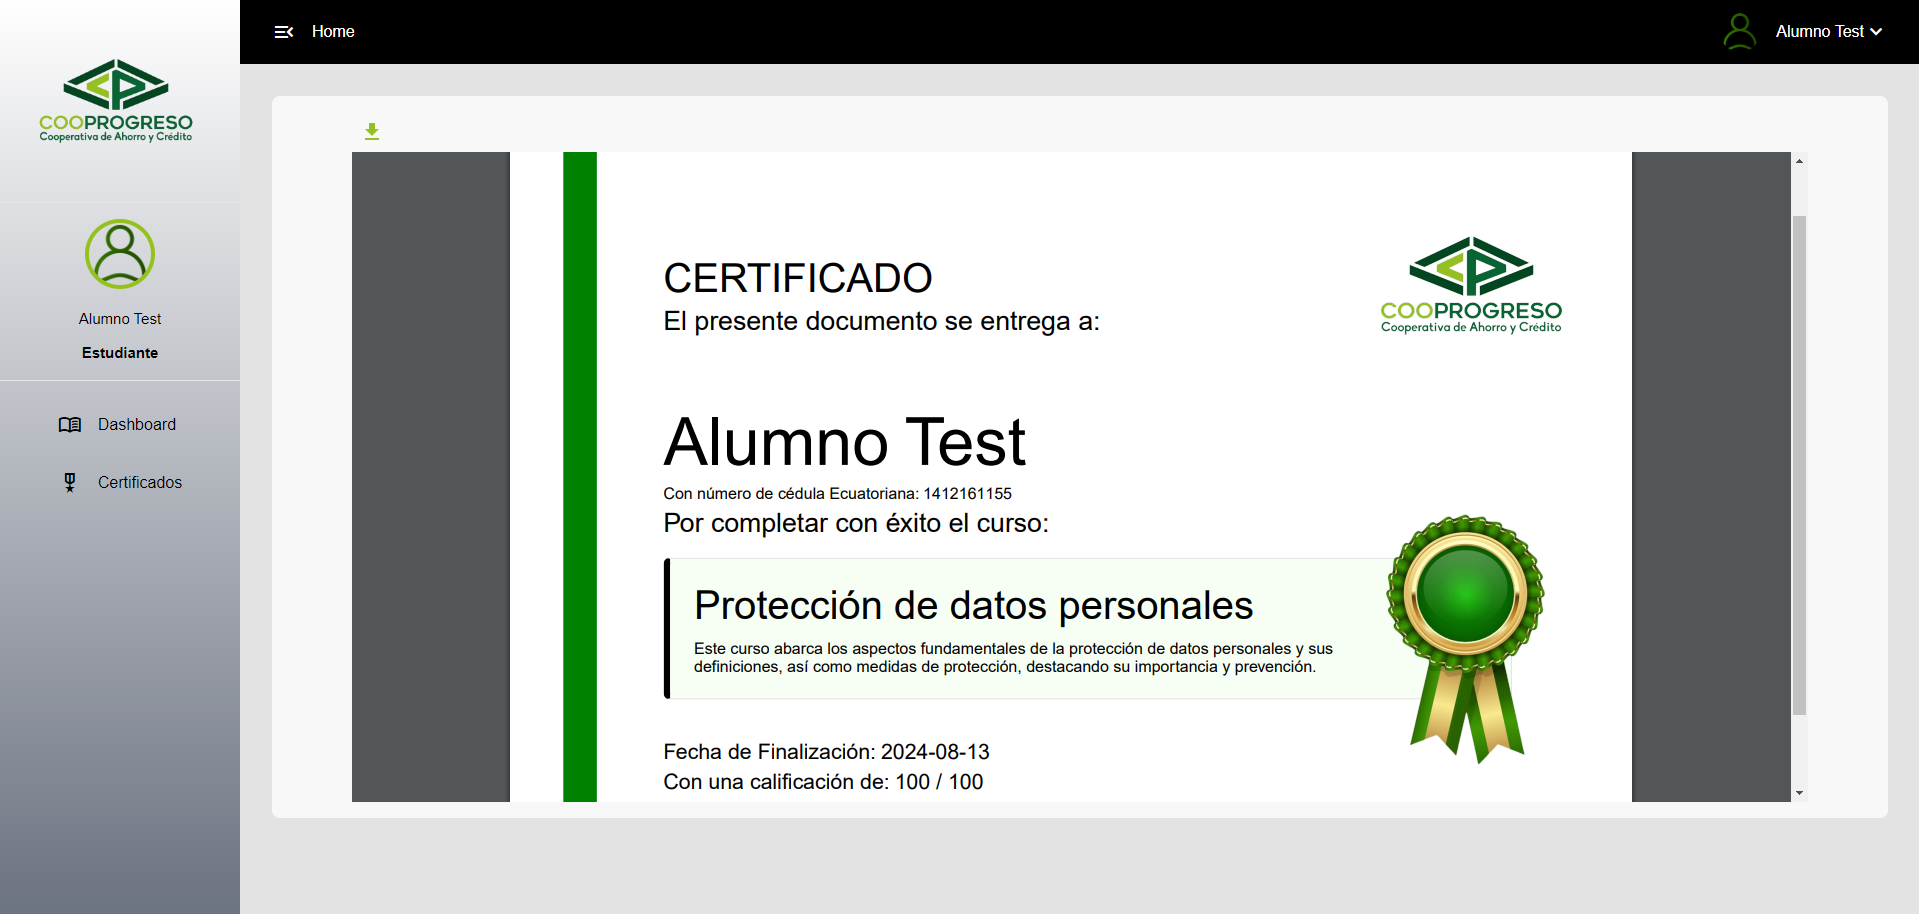 COOPROGRESO
Cooperativa de Ahorro y Crédito
Alumno Test
Estudiante
Dashboard
Certificados
Home
Alumno Test
CERTIFICADO
El presente documento se entrega a:
COOPROGRESO
Cooperativa de Ahorro y Crédito
Alumno Test
Con número de cédula Ecuatoriana: 1412161155
Por completar con éxito el curso:
Protección de datos personales
Este curso abarca los aspectos fundamentales de la protección de datos personales y sus
definiciones, así como medidas de protección, destacando su importancia y prevención.
Fecha de Finalización: 2024-08-13
Con una calificación de: 100 / 100